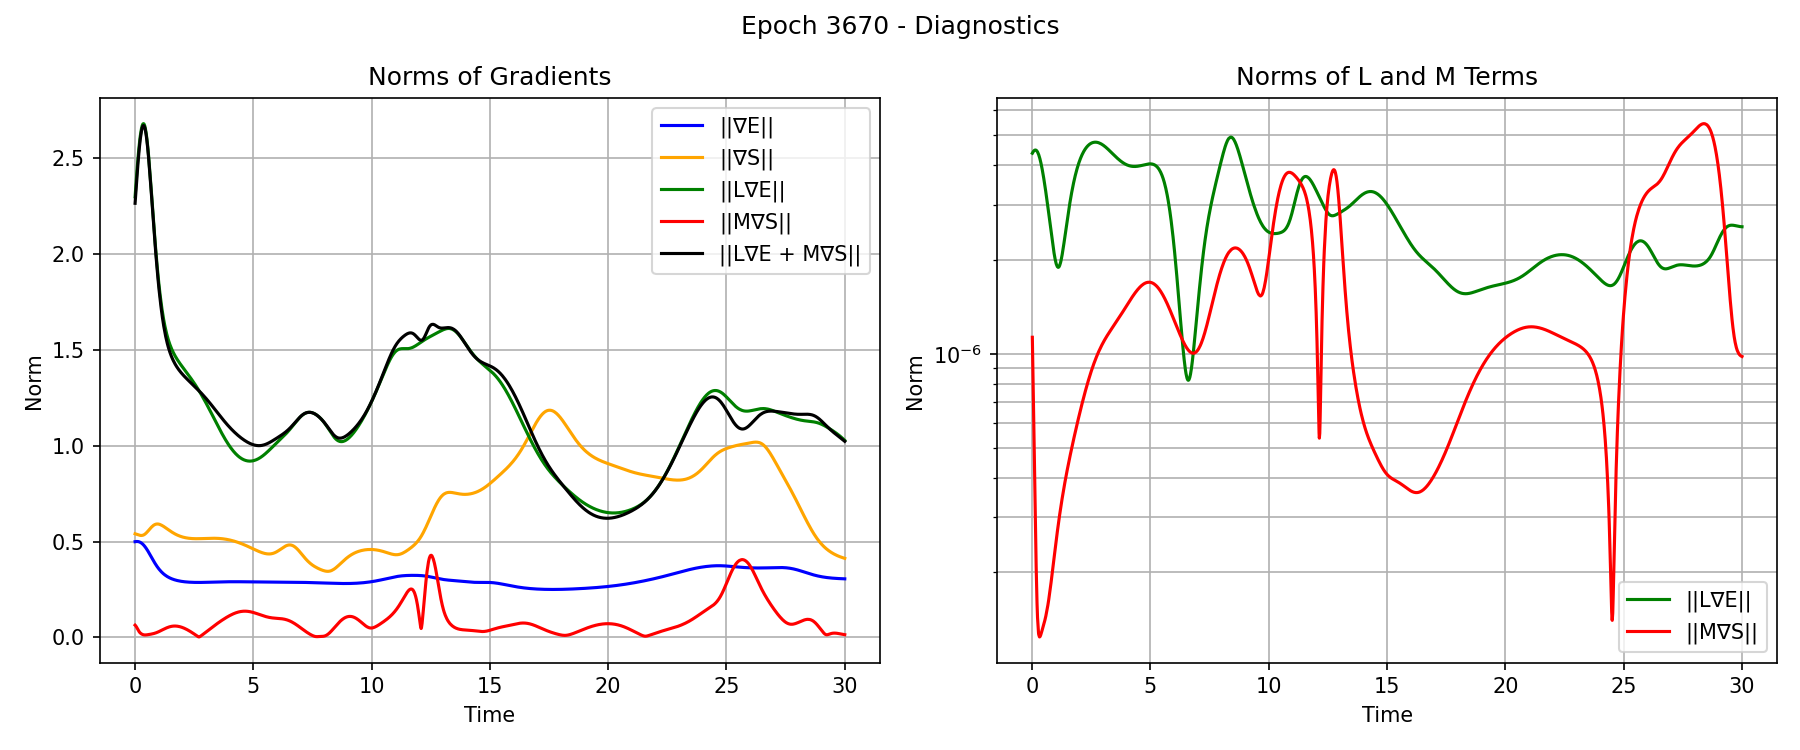 Epoch 3670 - Diagnostics
Norms of Gradients
Norm
2.5
2.0
1.5
1.0
0.5
0.0
0
5
10
15
20
25
30
Time
||∇E||
||∇S||
||L∇E||
||M∇S||
||L∇E + M∇S||
Norms of L and M Terms
Norm
10⁻⁶
0
5
10
15
20
25
30
Time
||L∇E||
||M∇S||